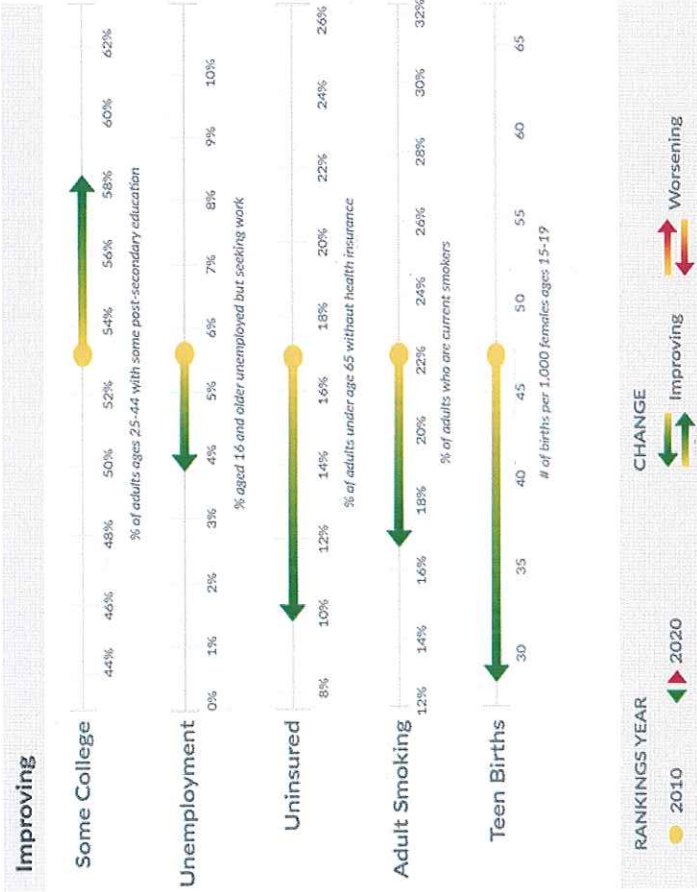 Improving
Some College
44% 46% 48% 50% 52% 54% 56% 58% 60% 62%
% of adults ages 25-44 with some post-secondary education
Unemployment
0% 1% 2% 3% 4% 5% 6% 7% 8% 9% 10%
% aged 16 and older unemployed but seeking work
Uninsured
8% 10% 12% 14% 16% 18% 20% 22% 24% 26%
% of adults under age 65 without health insurance
Adult Smoking
12% 14% 16% 18% 20% 22% 24% 26% 28% 30% 32%
% of adults who are current smokers
Teen Births
30 35 40 45 50 55 60 65
# of births per 1,000 females ages 15-19
RANKINGS YEAR
2010 2020
CHANGE
Improving Worsening